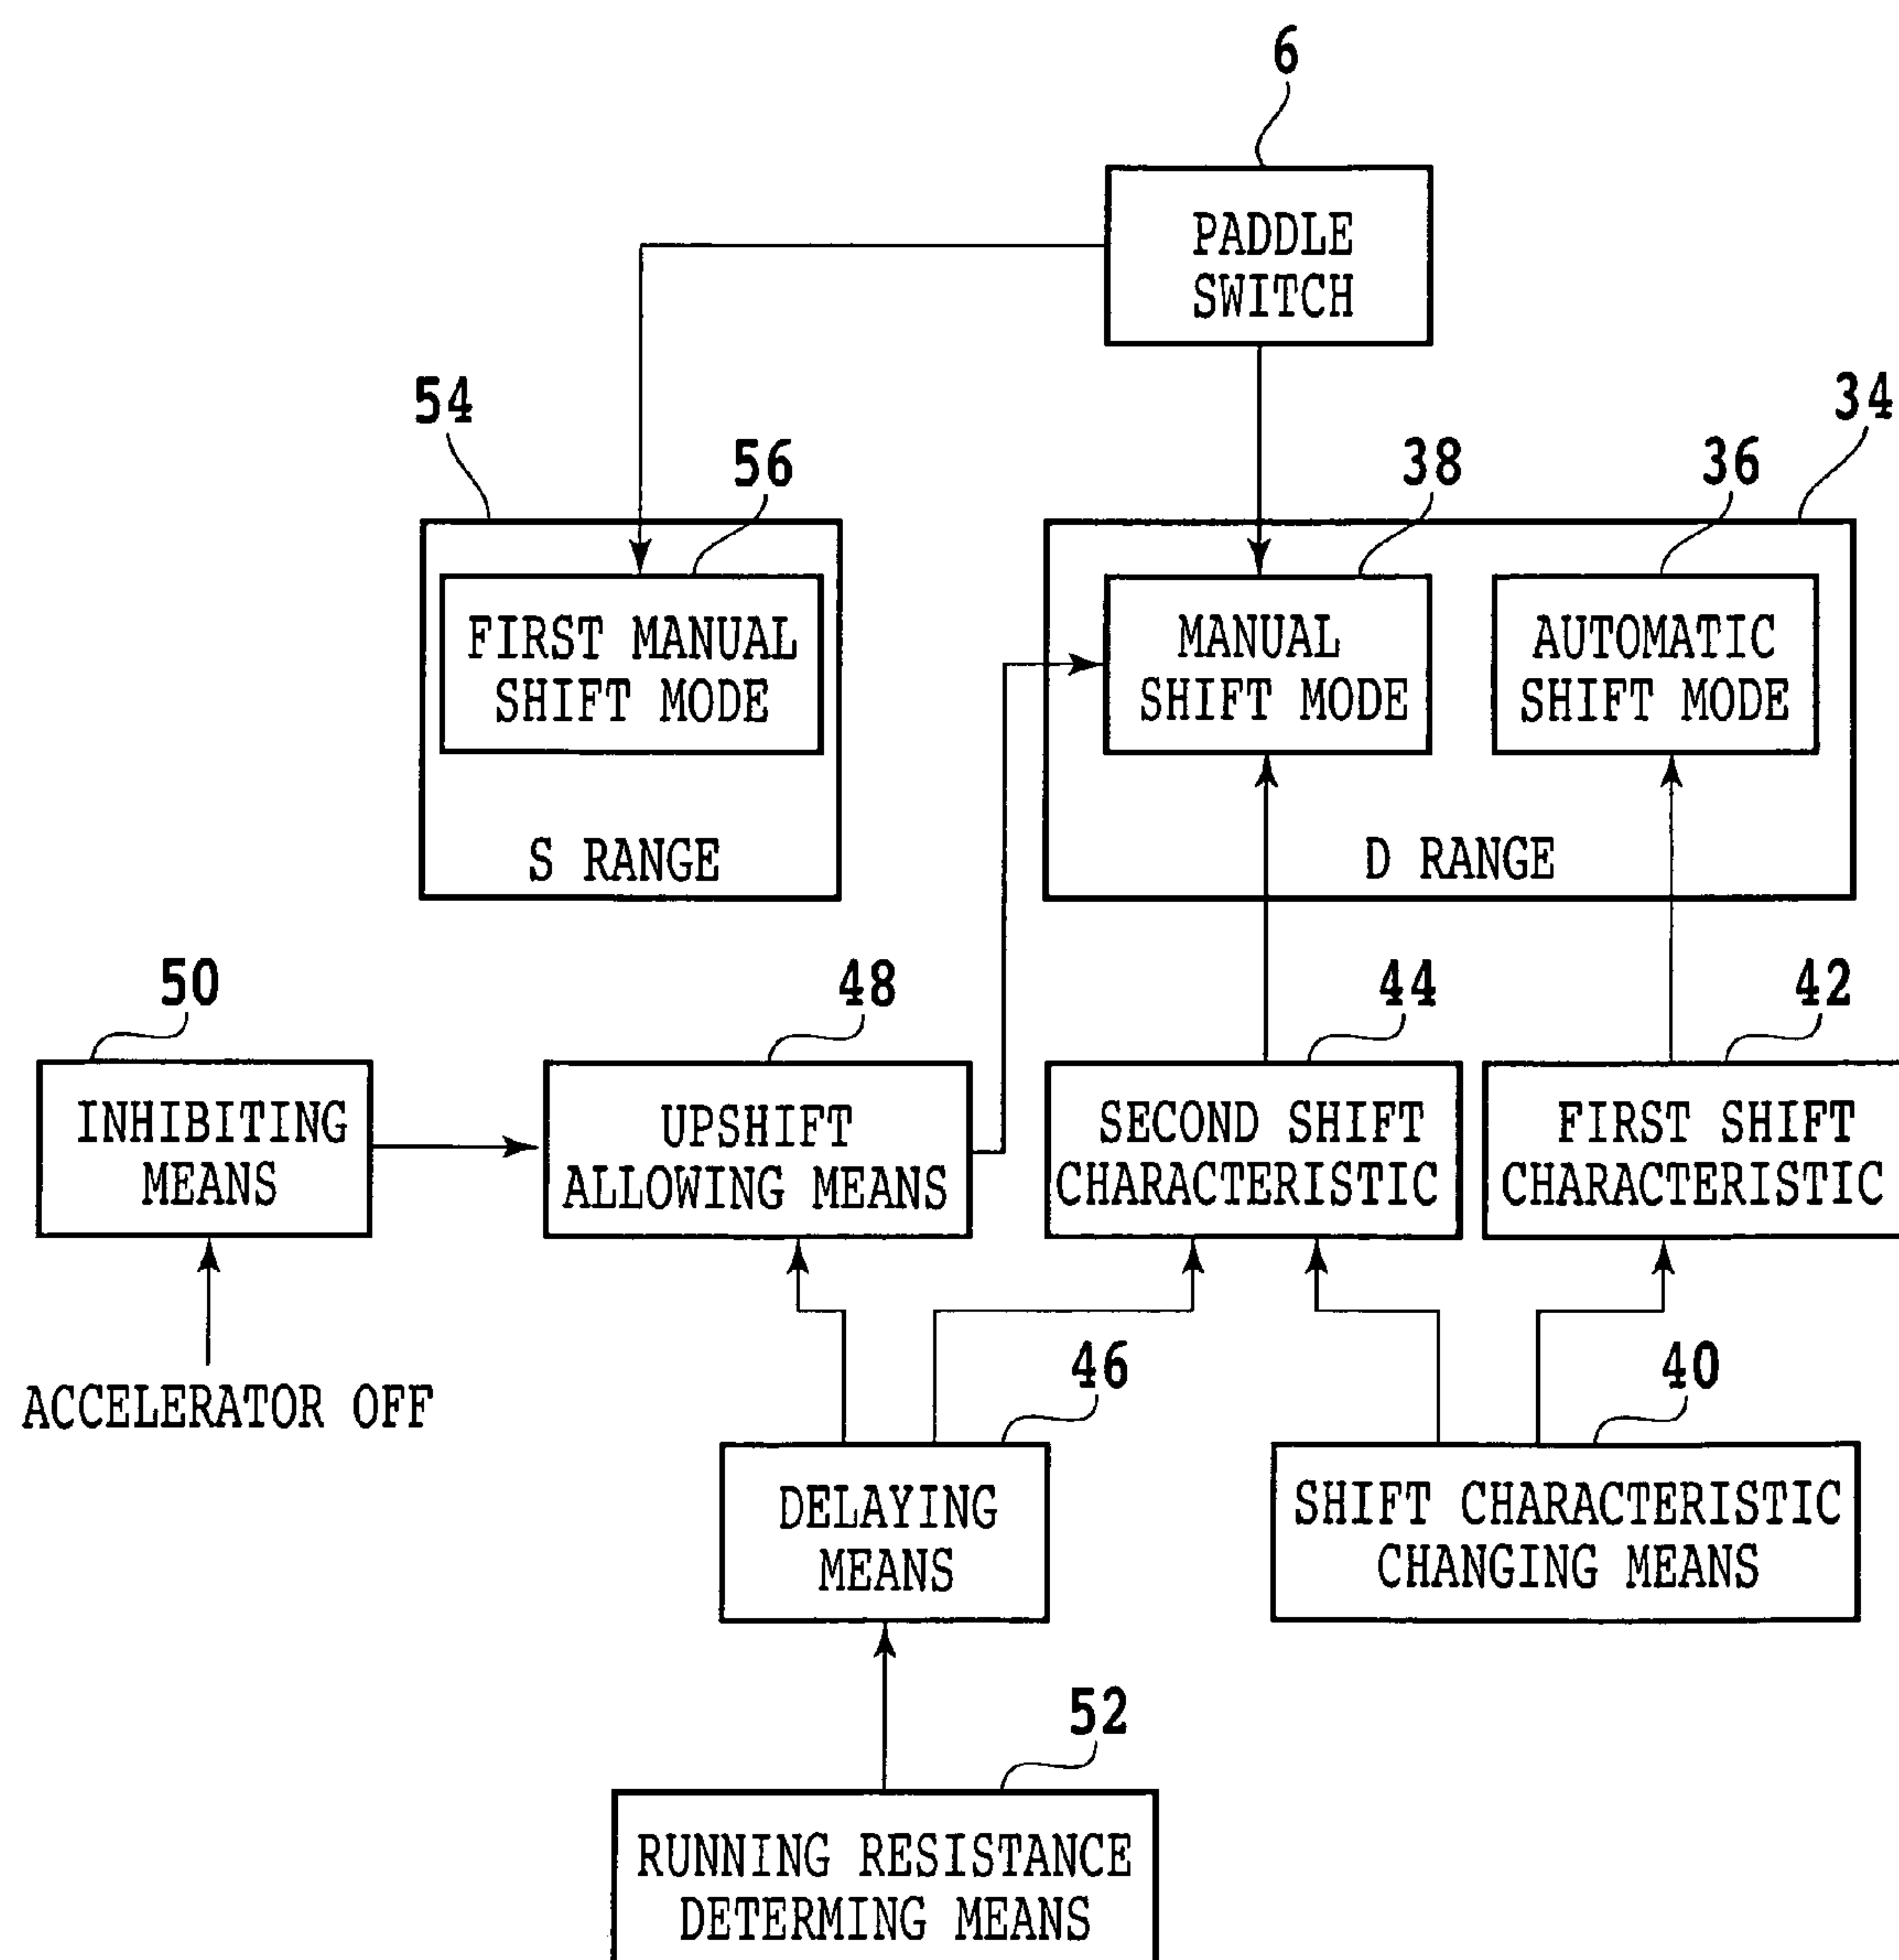 6
PADDLE
SWITCH
54
34
56
38
36
FIRST MANUAL
SHIFT MODE
MANUAL
SHIFT MODE
AUTOMATIC
SHIFT MODE
S RANGE
D RANGE
50
48
44
42
INHIBITING
MEANS
UPSHIFT
ALLOWING MEANS
SECOND SHIFT
CHARACTERISTIC
FIRST SHIFT
CHARACTERISTIC
ACCELERATOR OFF
46
40
DELAYING
MEANS
SHIFT CHARACTERISTIC
CHANGING MEANS
52
RUNNING RESISTANCE
DETERMING MEANS